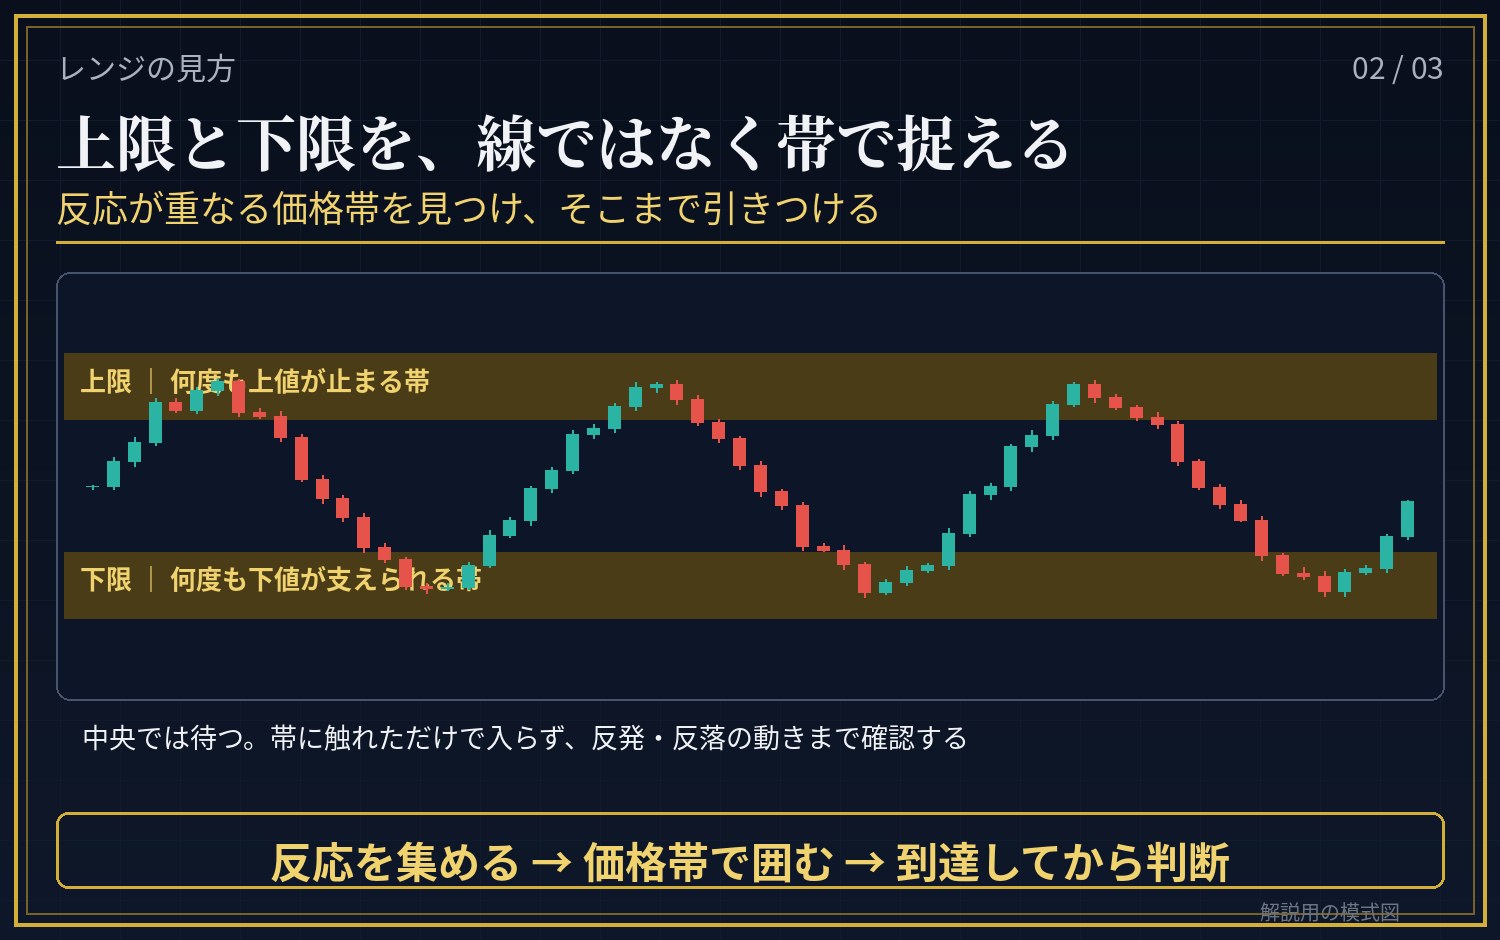 レンジの見方
02 / 03
上限と下限を、線ではなく帯で捉える
反応が重なる価格帯を見つけ、そこまで引きつける
上限｜何度も上値が止まる帯
下限｜何度も下値が支えられる帯
中央では待つ。帯に触れただけで入らず、反発・反落の動きまで確認する
反応を集める → 価格帯で囲む → 到達してから判断
解説用の模式図